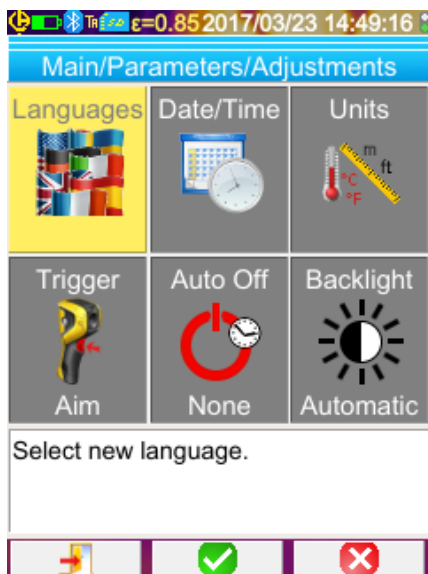 ε=0.85 2017/03/23 14:49:16
Main/Parameters/Adjustments
Languages Date/Time Units
m
ft
°C
°F
Trigger Auto Off Backlight
Aim None Automatic
Select new language.